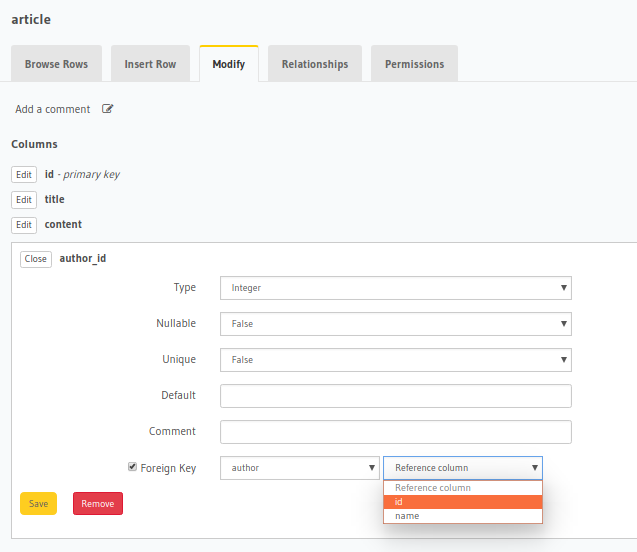 article
Browse Rows Insert Row Modify Relationships Permissions
Add a comment
Columns
Edit id - primary key
Edit title
Edit content
Close author_id
Type Integer
Nullable False
Unique False
Default
Comment
Foreign Key author Reference column
Reference column
id
name
Save Remove